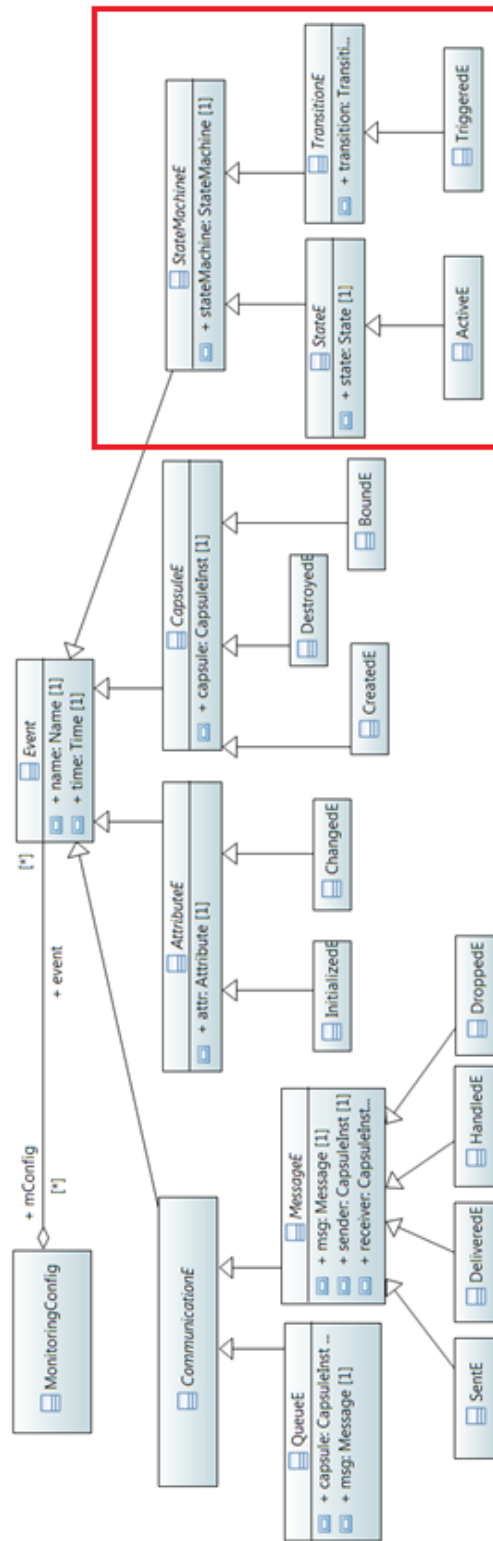 MonitoringConfig
+ mConfig
[*]
+ event
[*]
Event
+ name: Name [1]
+ time: Time [1]
CommunicationE
AttributeE
+ attr: Attribute [1]
CapsuleE
+ capsule: CapsuleInst [1]
StateMachineE
+ stateMachine: StateMachine [1]
QueueE
+ capsule: CapsuleInst ...
+ msg: Message [1]
MessageE
+ msg: Message [1]
+ sender: CapsuleInst [1]
+ receiver: CapsuleInst...
InitializedE
ChangedE
CreatedE
DestroyedE
BoundE
StateE
+ state: State [1]
TransitionE
+ transition: Transiti...
SentE
DeliveredE
HandledE
DroppedE
ActiveE
TriggeredE